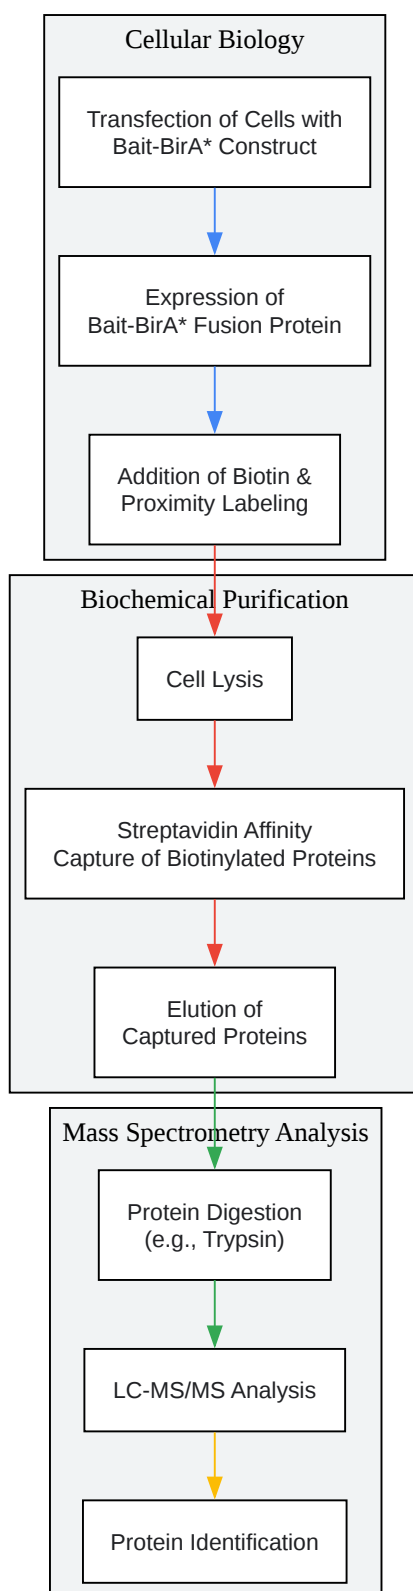 Cellular Biology
Transfection of Cells with
Bait-BirA* Construct
Expression of
Bait-BirA* Fusion Protein
Addition of Biotin &
Proximity Labeling
Biochemical Purification
Cell Lysis
Streptavidin Affinity
Capture of Biotinylated Proteins
Elution of
Captured Proteins
Mass Spectrometry Analysis
Protein Digestion
(e.g., Trypsin)
LC-MS/MS Analysis
Protein Identification